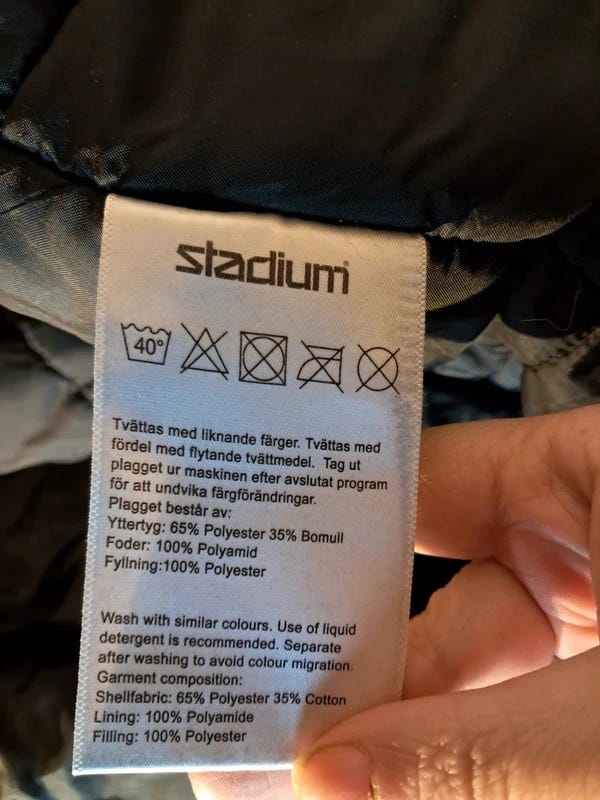 stadium
40°
Tvättas med liknande färger. Tvättas med
fördel med flytande tvättmedel. Tag ut
plagget ur maskinen efter avslutat program
för att undvika färgförändringar.
Plagget består av:
Yttertyg: 65% Polyester 35% Bomull
Foder: 100% Polyamid
Fyllning:100% Polyester
Wash with similar colours. Use of liquid
detergent is recommended. Separate
after washing to avoid colour migration.
Garment composition:
Shellfabric: 65% Polyester 35% Cotton
Lining: 100% Polyamide
Filling: 100% Polyester